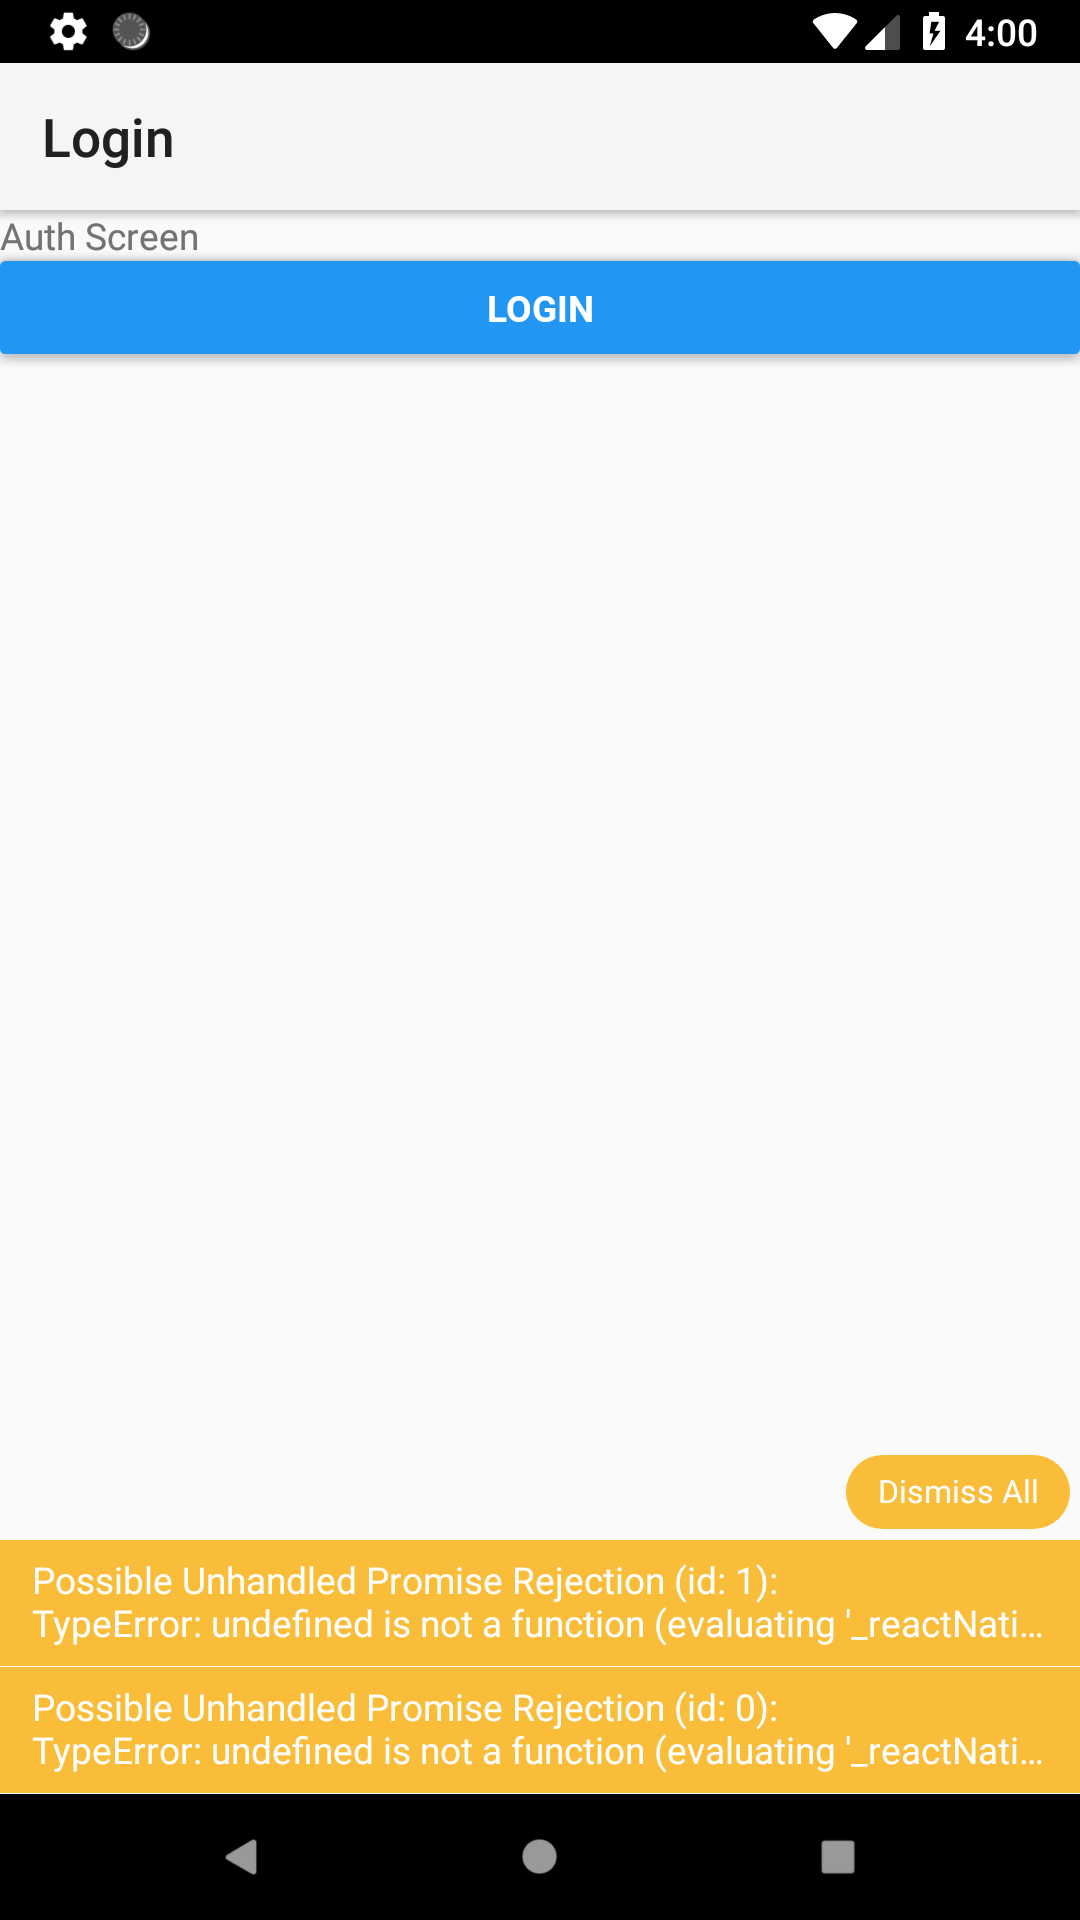 4:00
Login
Auth Screen
LOGIN
Dismiss All
Possible Unhandled Promise Rejection (id: 1):
TypeError: undefined is not a function (evaluating '_reactNati...
Possible Unhandled Promise Rejection (id: 0):
TypeError: undefined is not a function (evaluating '_reactNati...